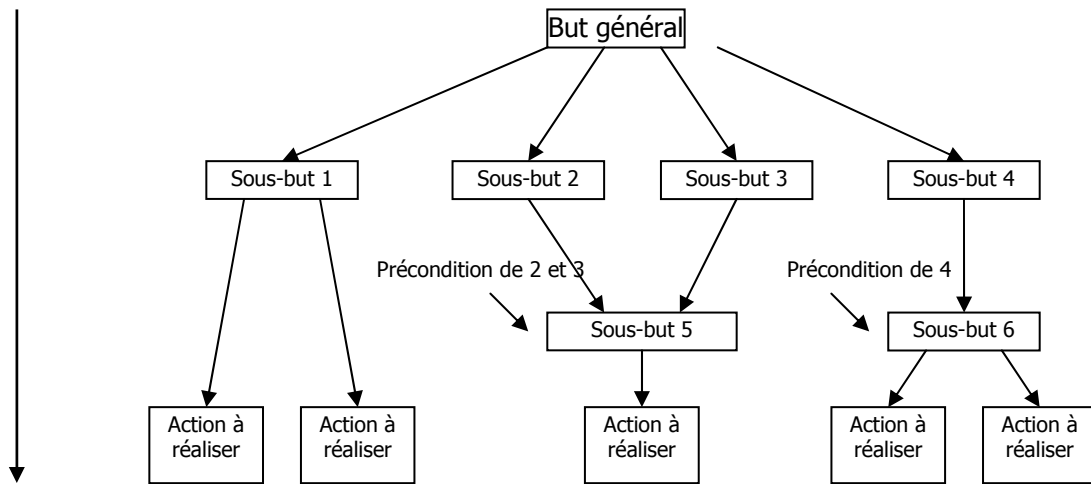 But général
Sous-but 1
Sous-but 2
Sous-but 3
Sous-but 4
Précondition de 2 et 3
Précondition de 4
Sous-but 5
Sous-but 6
Action à
réaliser
Action à
réaliser
Action à
réaliser
Action à
réaliser
Action à
réaliser